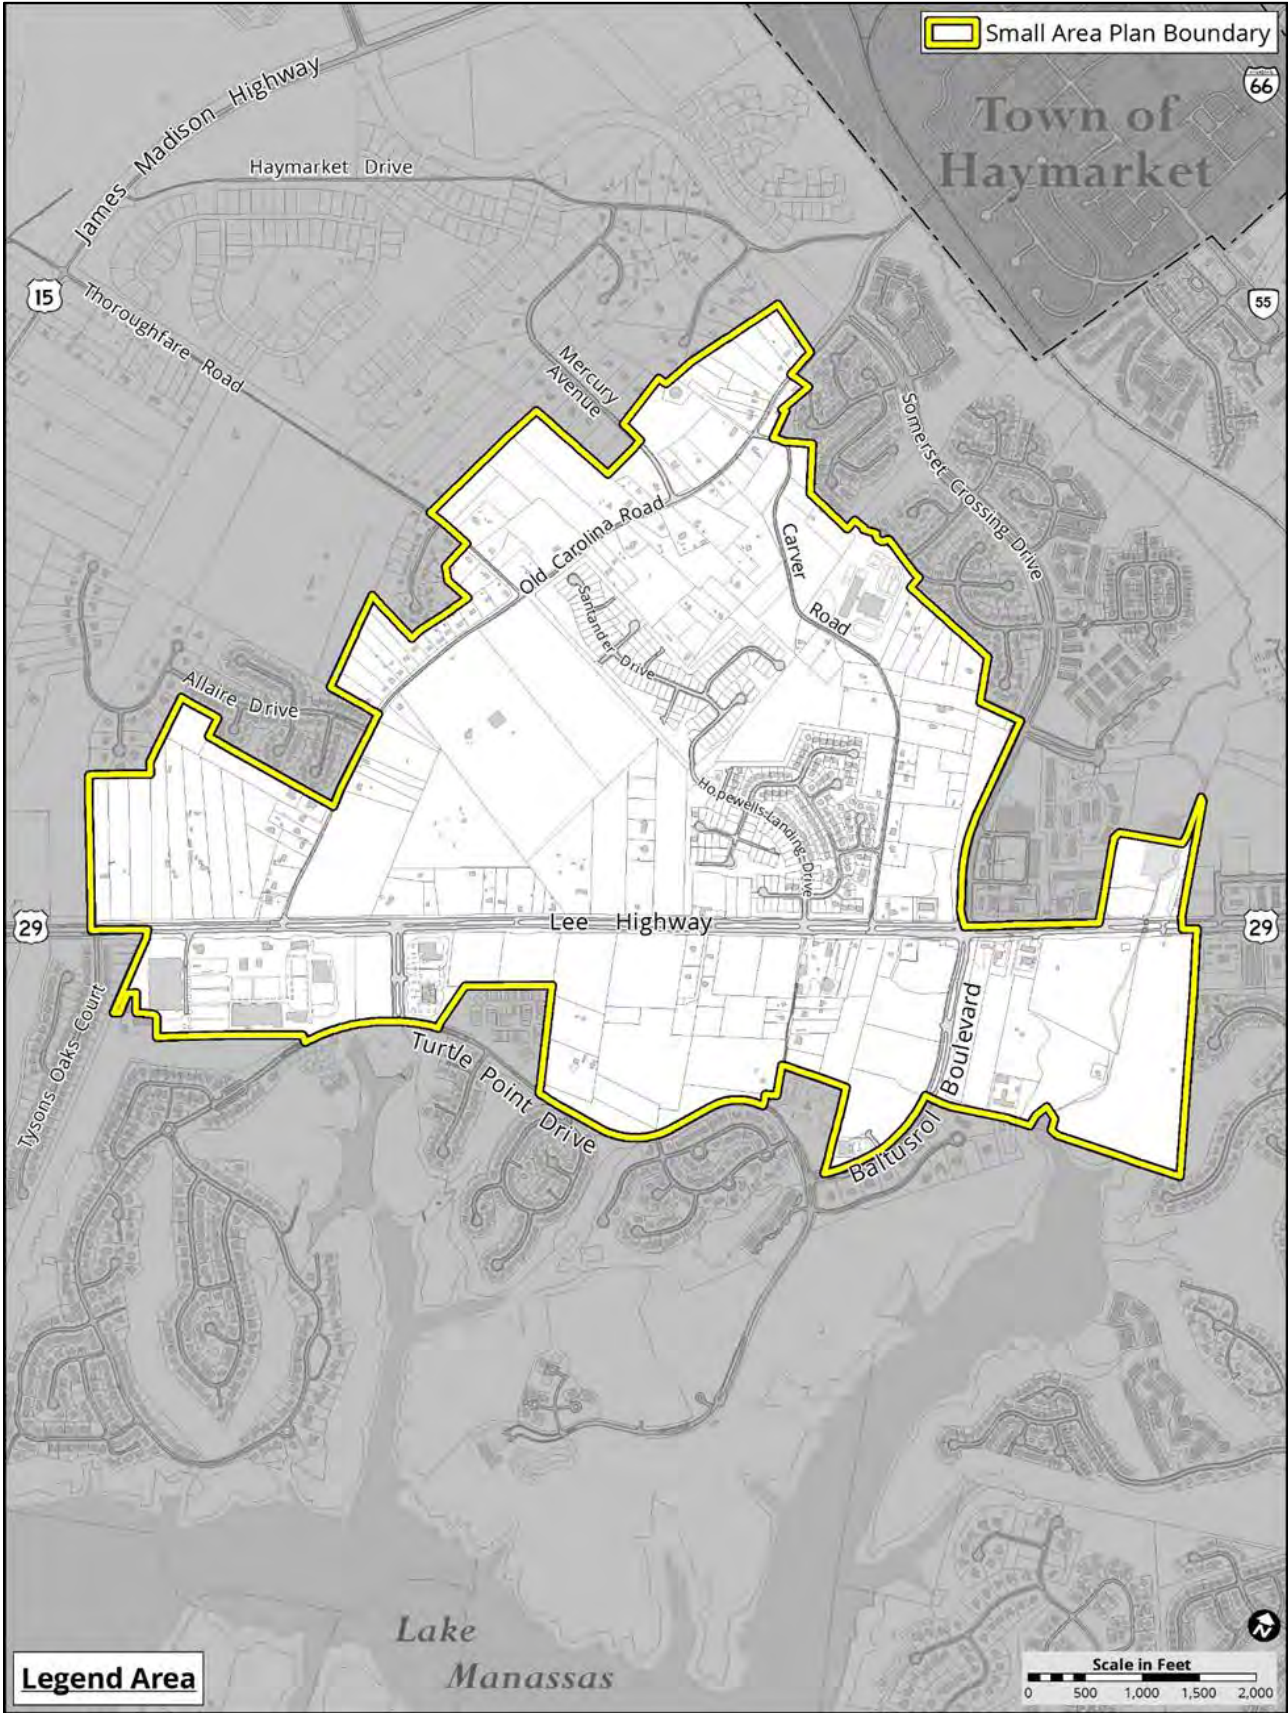 Small Area Plan Boundary
66
Town of
Haymarket
James Madison Highway
Haymarket Drive
15
55
Thoroughfare Road
Mercury
Avenue
Somerset Crossing Drive
Old Carolina Road
Carver
Road
Santander Drive
Allaire Drive
Hopewells Landing Drive
29
Lee Highway
29
Tysons Oaks Court
Turtle Point Drive
Baltusrol Boulevard
Lake
Manassas
N
Legend Area
Scale in Feet
0 500 1,000 1,500 2,000